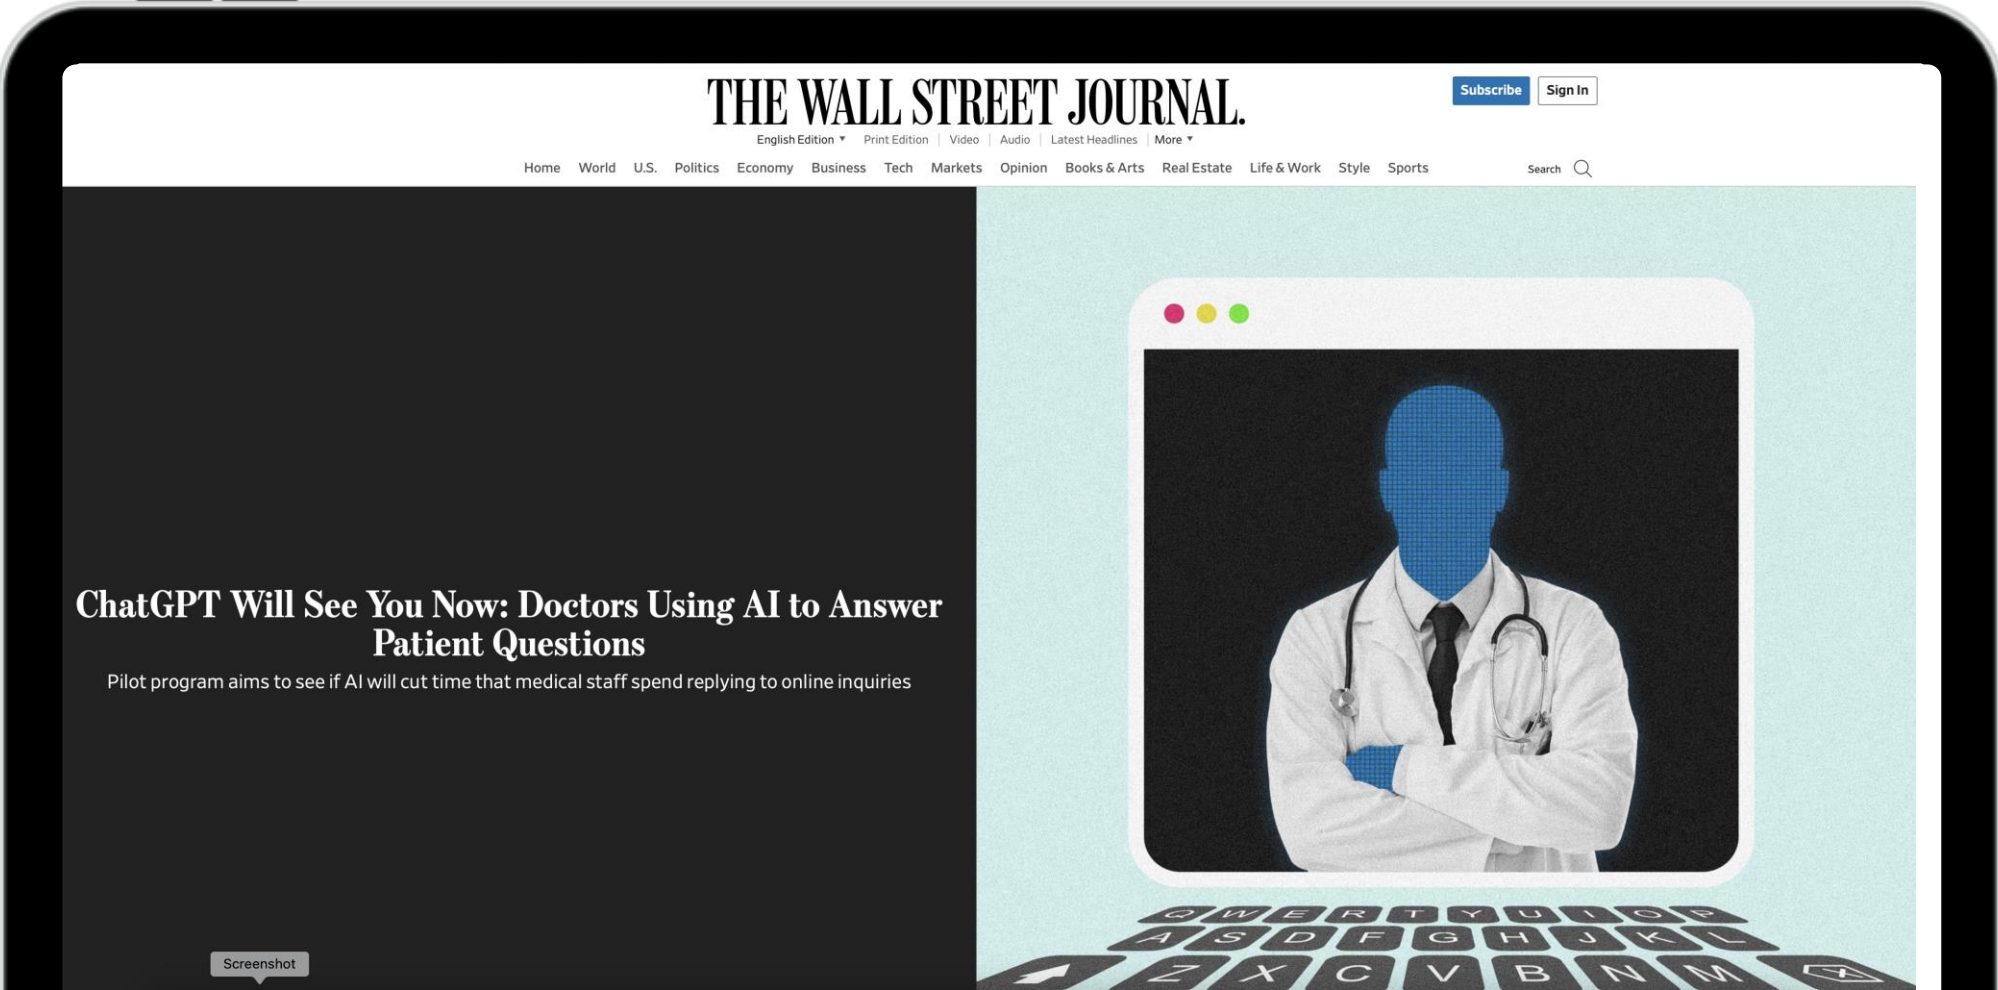 THE WALL STREET JOURNAL.
Subscribe
Sign In
English Edition Print Edition Video Audio Latest Headlines More
Home World U.S. Politics Economy Business Tech Markets Opinion Books & Arts Real Estate Life & Work Style Sports
Search
ChatGPT Will See You Now: Doctors Using AI to Answer
Patient Questions
Pilot program aims to see if AI will cut time that medical staff spend replying to online inquiries
Q W E R T Y U I O P
A S D F G H J K L
Z X C V B N M
Screenshot